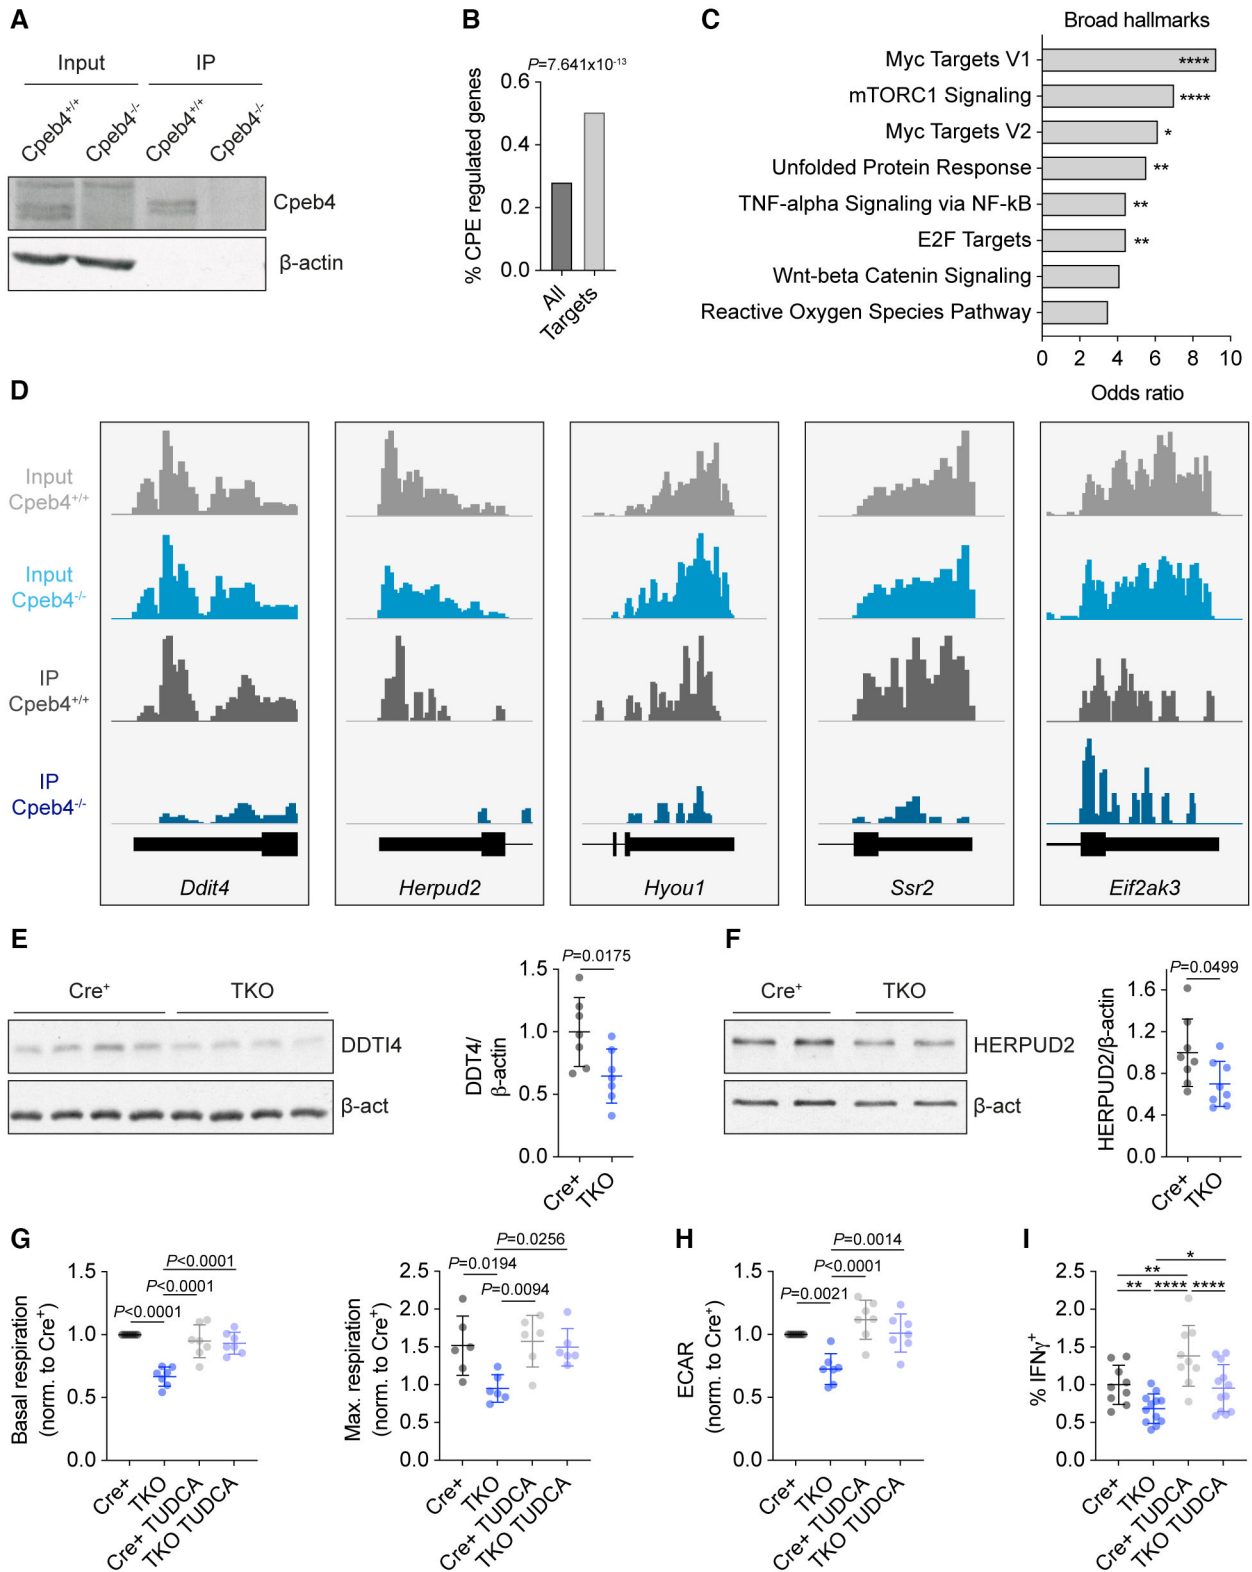 A
Input
IP
Cpeb4+/+
Cpeb4-/-
Cpeb4+/+
Cpeb4-/-
Cpeb4
β-actin
B
P=7.641x10-13
% CPE regulated genes
0.6
0.4
0.2
0.0
All
Targets
C
Broad hallmarks
Myc Targets V1
****
mTORC1 Signaling
****
Myc Targets V2
*
Unfolded Protein Response
**
TNF-alpha Signaling via NF-kB
**
E2F Targets
**
Wnt-beta Catenin Signaling
Reactive Oxygen Species Pathway
0 2 4 6 8 10
Odds ratio
D
Input
Cpeb4+/+
Input
Cpeb4-/-
IP
Cpeb4+/+
IP
Cpeb4-/-
Ddit4
Herpud2
Hyou1
Ssr2
Eif2ak3
E
Cre+
TKO
DDTI4
β-act
P=0.0175
DDT4/
β-actin
1.5
1.0
0.5
0.0
Cre+
TKO
F
Cre+
TKO
HERPUD2
β-act
P=0.0499
HERPUD2/β-actin
1.6
1.2
0.8
0.4
0.0
Cre+
TKO
G
Basal respiration
(norm. to Cre+)
P<0.0001
P<0.0001
P<0.0001
1.5
1.0
0.5
0.0
Cre+
TKO
Cre+ TUDCA
TKO TUDCA
Max. respiration
(norm. to Cre+)
P=0.0256
P=0.0194
P=0.0094
2.5
2.0
1.5
1.0
0.5
0.0
Cre+
TKO
Cre+ TUDCA
TKO TUDCA
H
ECAR
(norm. to Cre+)
P=0.0014
P<0.0001
P=0.0021
1.5
1.0
0.5
0.0
Cre+
TKO
Cre+ TUDCA
TKO TUDCA
I
% IFNγ+
*
**
** **** ****
2.5
2.0
1.5
1.0
0.5
0.0
Cre+
TKO
Cre+ TUDCA
TKO TUDCA